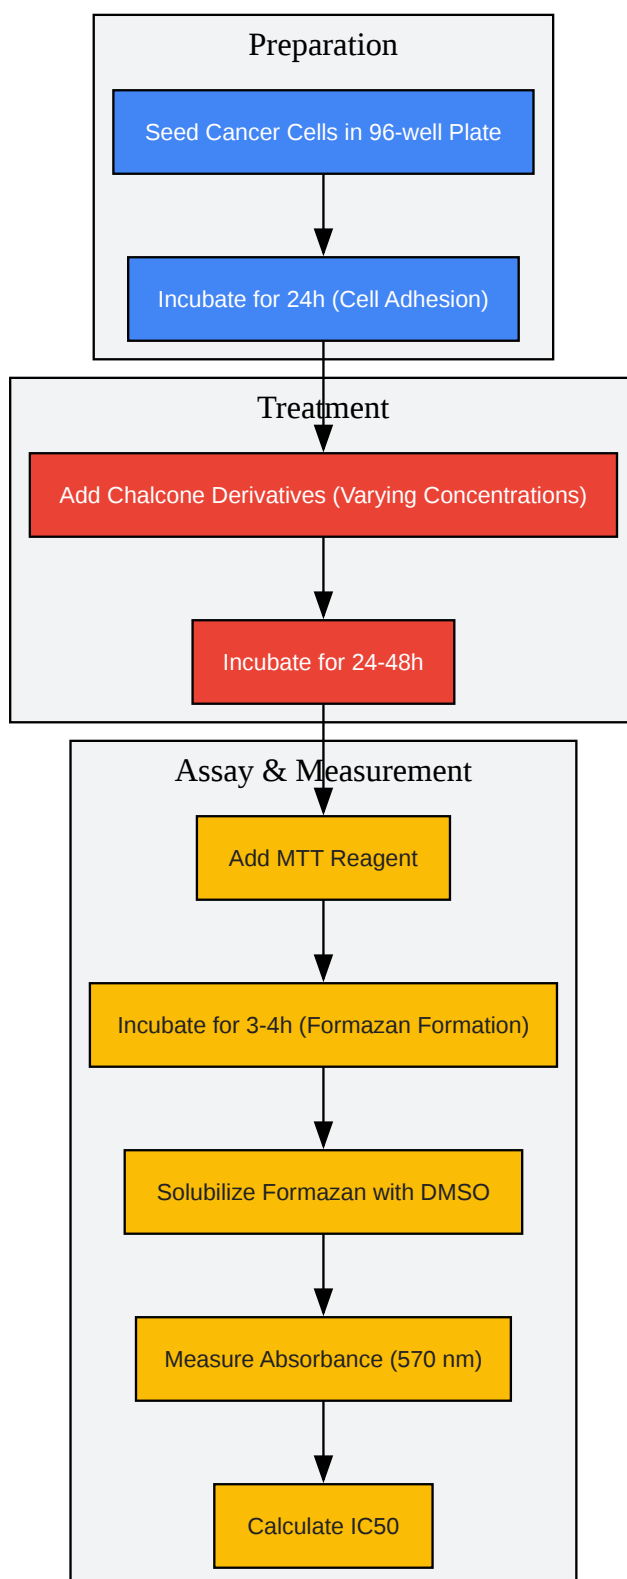 Preparation
Seed Cancer Cells in 96-well Plate
Incubate for 24h (Cell Adhesion)
Treatment
Add Chalcone Derivatives (Varying Concentrations)
Incubate for 24-48h
Assay & Measurement
Add MTT Reagent
Incubate for 3-4h (Formazan Formation)
Solubilize Formazan with DMSO
Measure Absorbance (570 nm)
Calculate IC50